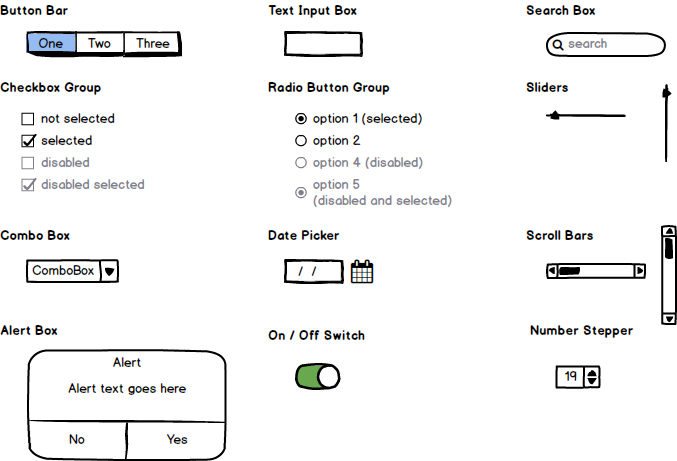 Button Bar
One Two Three
Text Input Box
Search Box
search
Checkbox Group
not selected
selected
disabled
disabled selected
Radio Button Group
option 1 (selected)
option 2
option 4 (disabled)
option 5
(disabled and selected)
Sliders
Combo Box
ComboBox
Date Picker
/ /
Scroll Bars
Alert Box
Alert
Alert text goes here
No Yes
On / Off Switch
Number Stepper
19